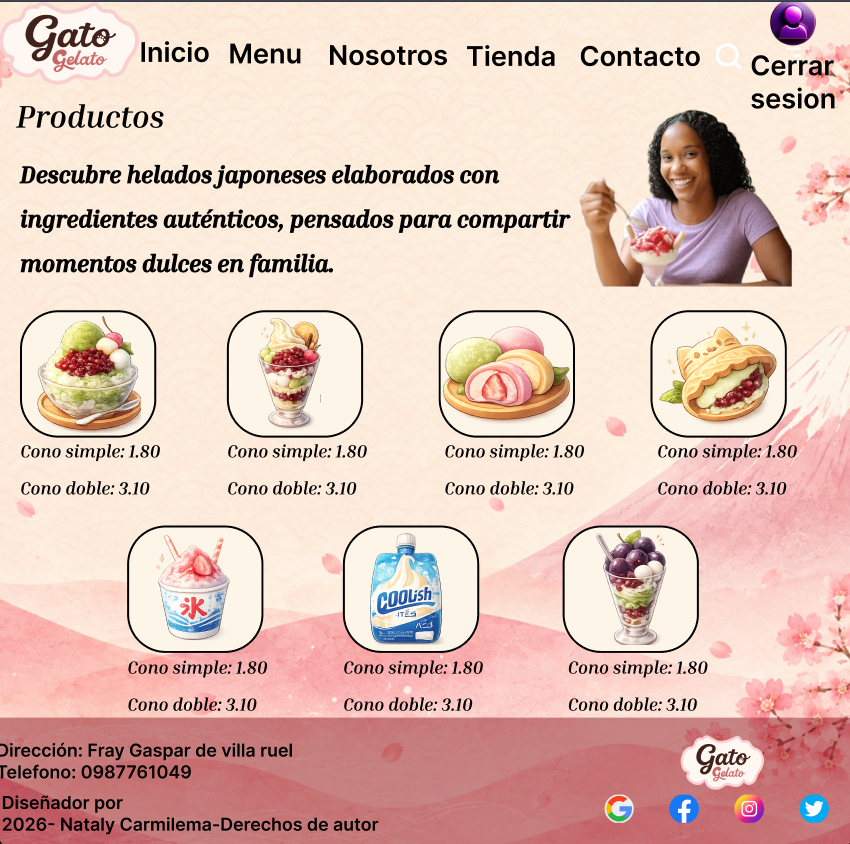 Gato
Gelato
Inicio Menu Nosotros Tienda Contacto
Cerrar
sesion
Productos
Descubre helados japoneses elaborados con
ingredientes auténticos, pensados para compartir
momentos dulces en familia.
Cono simple: 1.80 Cono simple: 1.80 Cono simple: 1.80 Cono simple: 1.80
Cono doble: 3.10 Cono doble: 3.10 Cono doble: 3.10 Cono doble: 3.10
氷
COOLiSH
バニラ
Cono simple: 1.80 Cono simple: 1.80 Cono simple: 1.80
Cono doble: 3.10 Cono doble: 3.10 Cono doble: 3.10
Dirección: Fray Gaspar de villa ruel
Telefono: 0987761049
Diseñador por
2026- Nataly Carmilema-Derechos de autor
Gato
Gelato